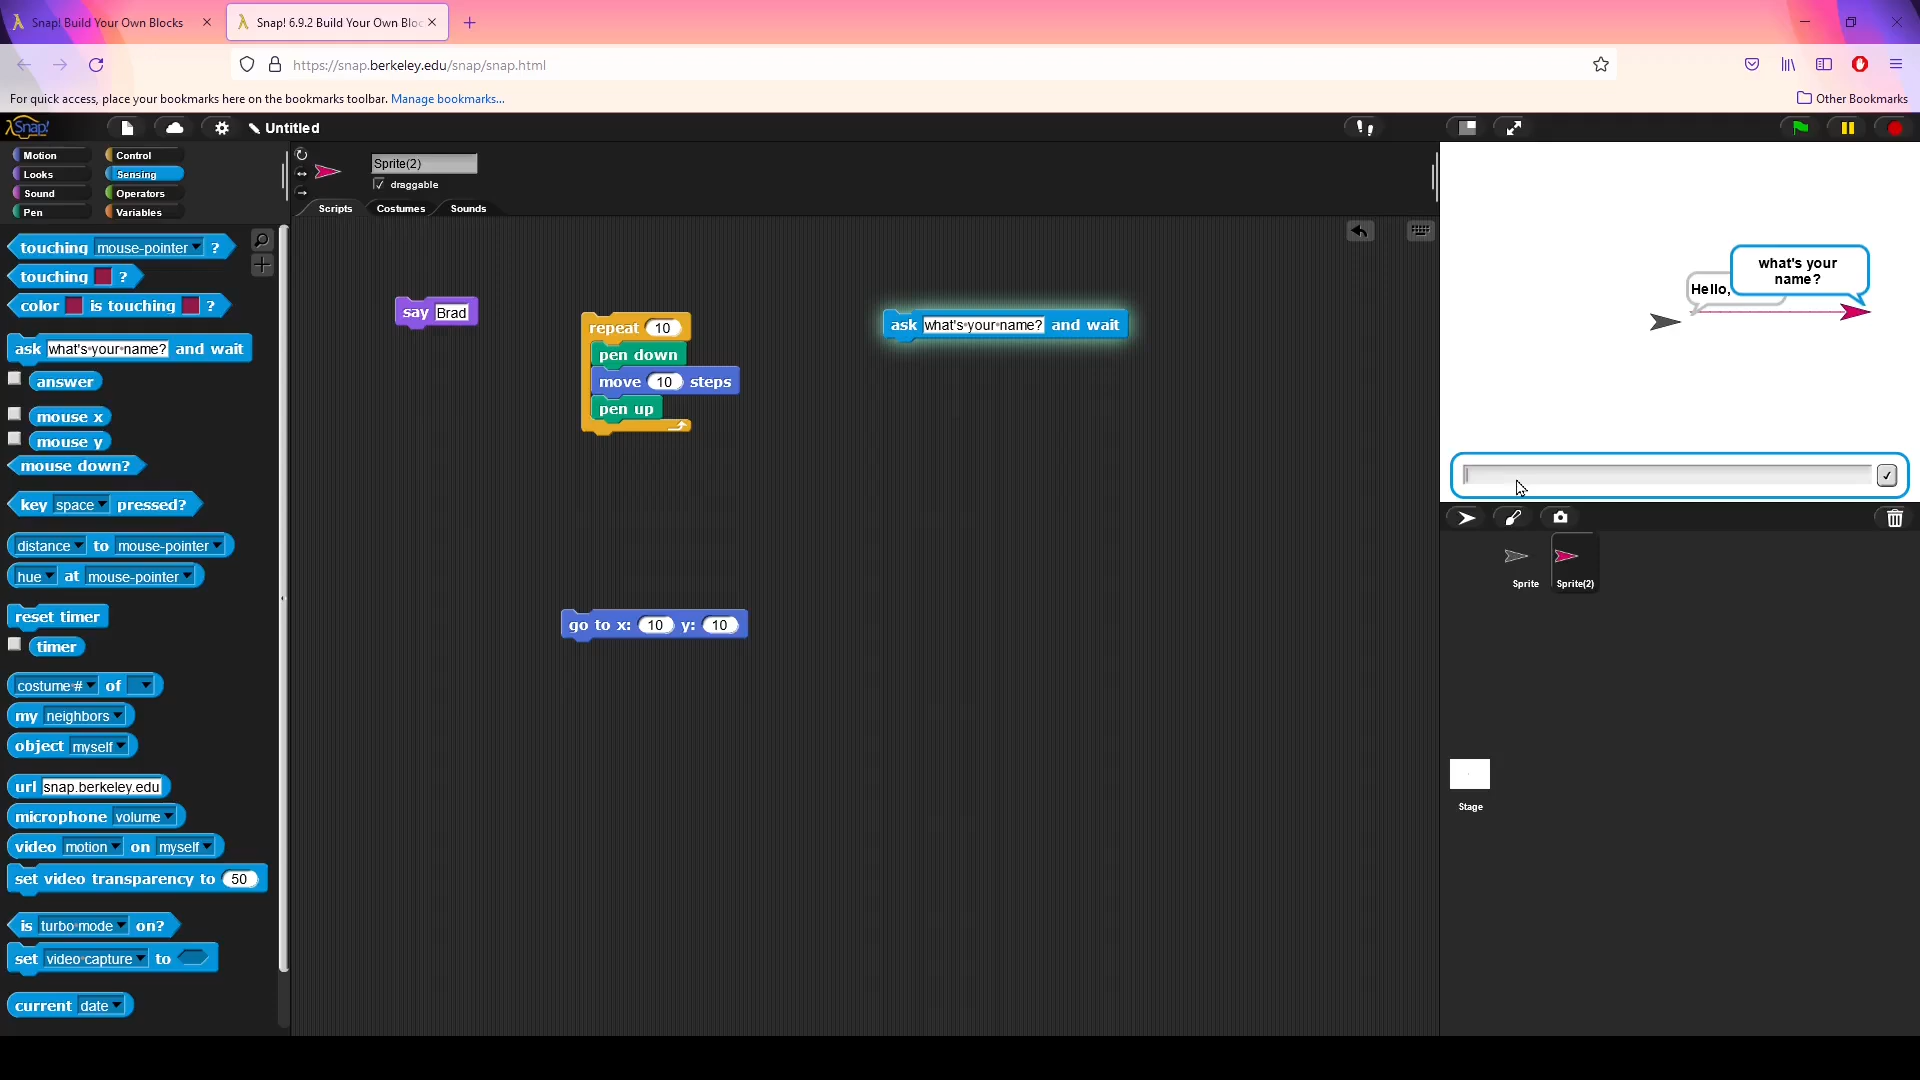 Snap! Build Your Own Blocks
Snap! 6.9.2 Build Your Own Bloc
https://snap.berkeley.edu/snap/snap.html
For quick access, place your bookmarks here on the bookmarks toolbar. Manage bookmarks...
Other Bookmarks
Snap!
Untitled
Motion
Control
Looks
Sensing
Sound
Operators
Pen
Variables
Sprite(2)
draggable
Scripts
Costumes
Sounds
touching mouse-pointer ?
touching ?
color is touching ?
ask what's your name? and wait
answer
mouse x
mouse y
mouse down?
key space pressed?
distance to mouse-pointer
hue at mouse-pointer
reset timer
timer
costume # of
my neighbors
object myself
url snap.berkeley.edu
microphone volume
video motion on myself
set video transparency to 50
is turbo mode on?
set video capture to
current date
say Brad
repeat 10
pen down
move 10 steps
pen up
ask what's your name? and wait
go to x: 10 y: 10
what's your
name?
Hello,
Sprite
Sprite(2)
Stage